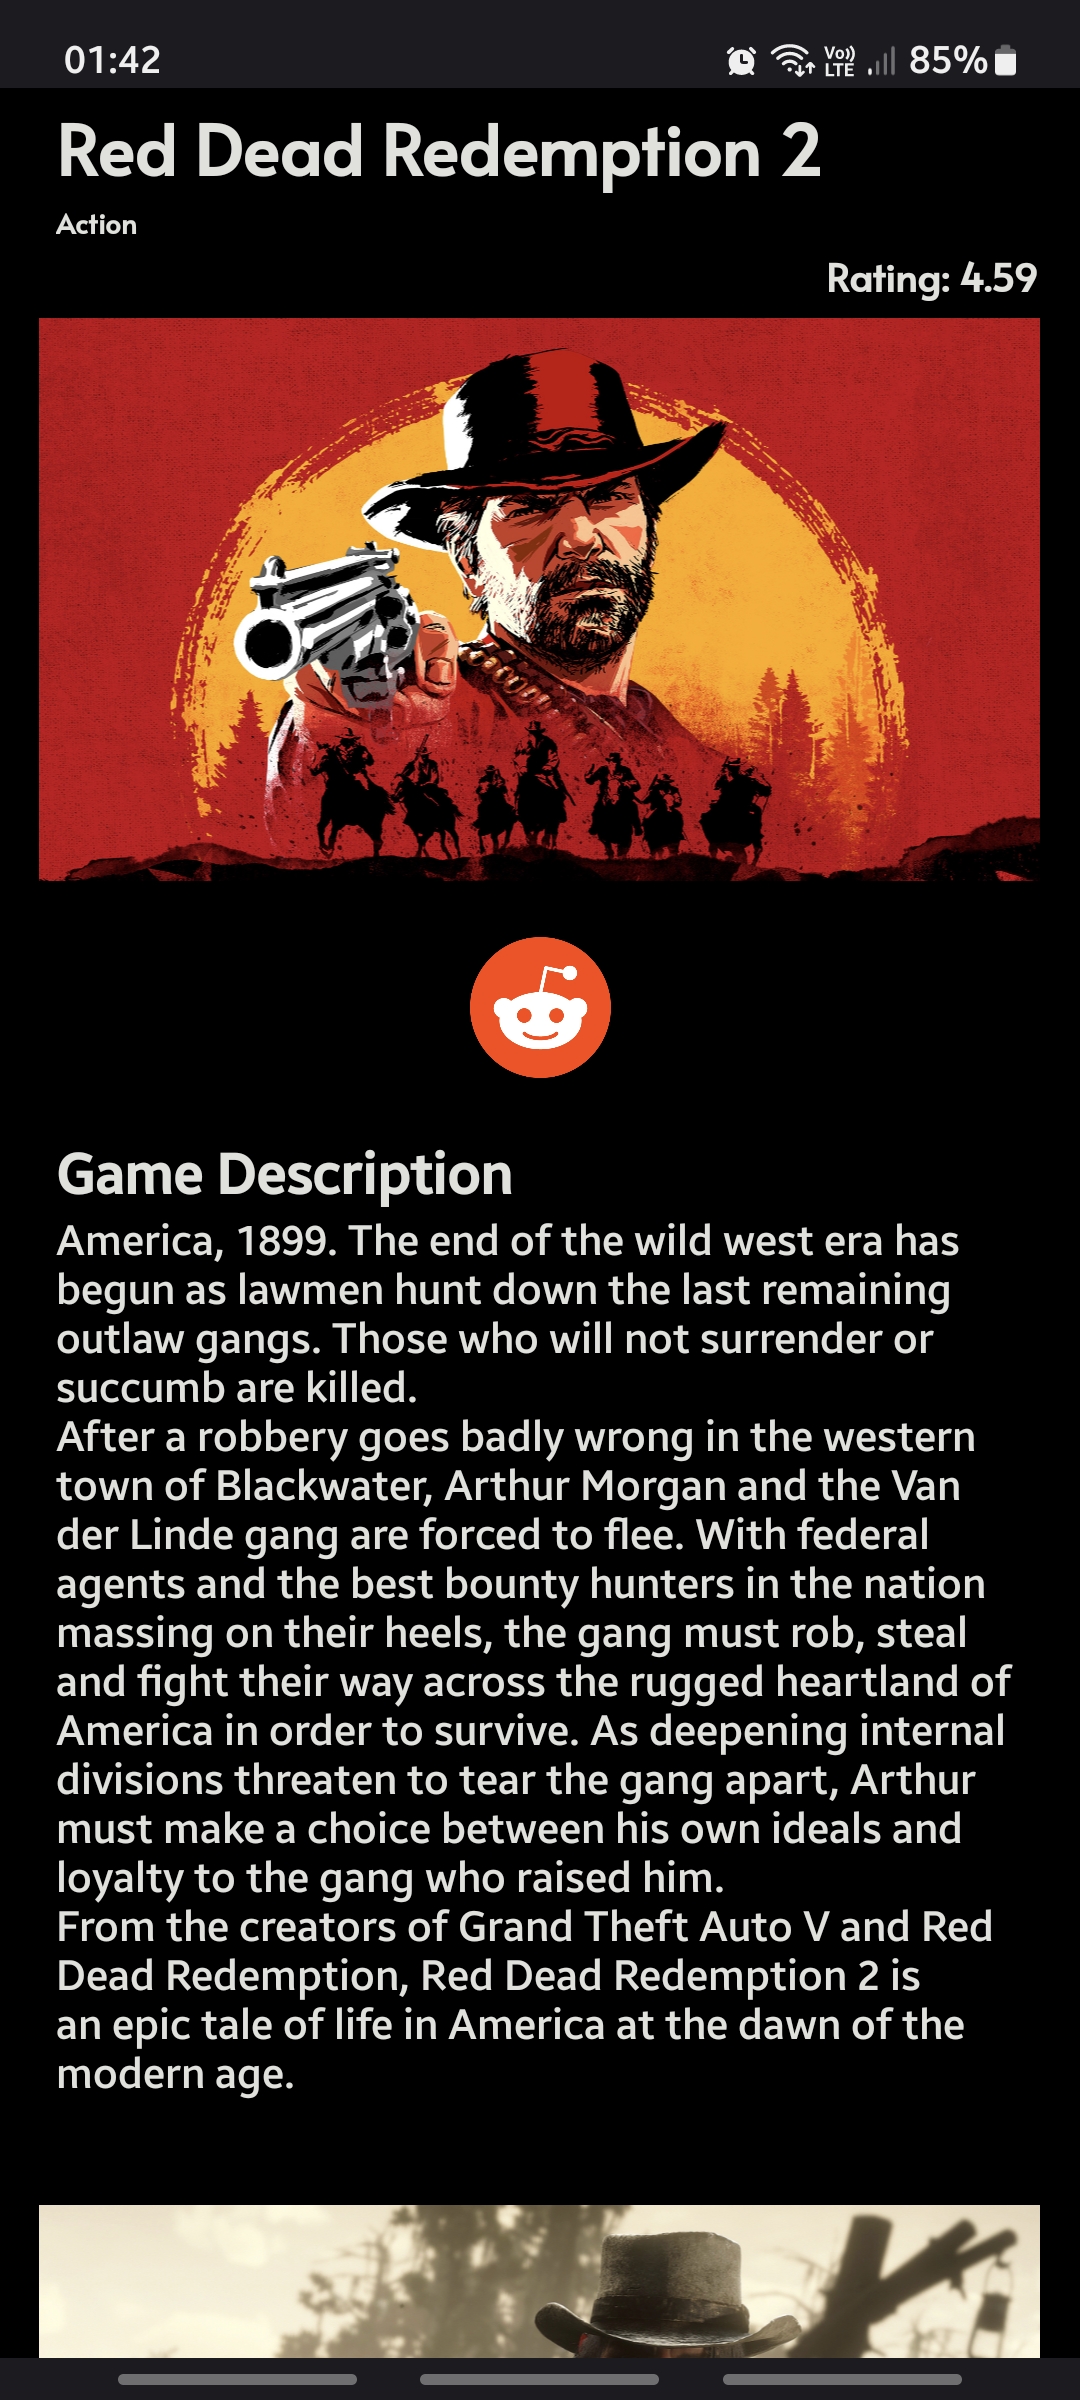 01:42
Vo)) LTE 85%
Red Dead Redemption 2
Action
Rating: 4.59
Game Description
America, 1899. The end of the wild west era has
begun as lawmen hunt down the last remaining
outlaw gangs. Those who will not surrender or
succumb are killed.
After a robbery goes badly wrong in the western
town of Blackwater, Arthur Morgan and the Van
der Linde gang are forced to flee. With federal
agents and the best bounty hunters in the nation
massing on their heels, the gang must rob, steal
and fight their way across the rugged heartland of
America in order to survive. As deepening internal
divisions threaten to tear the gang apart, Arthur
must make a choice between his own ideals and
loyalty to the gang who raised him.
From the creators of Grand Theft Auto V and Red
Dead Redemption, Red Dead Redemption 2 is
an epic tale of life in America at the dawn of the
modern age.